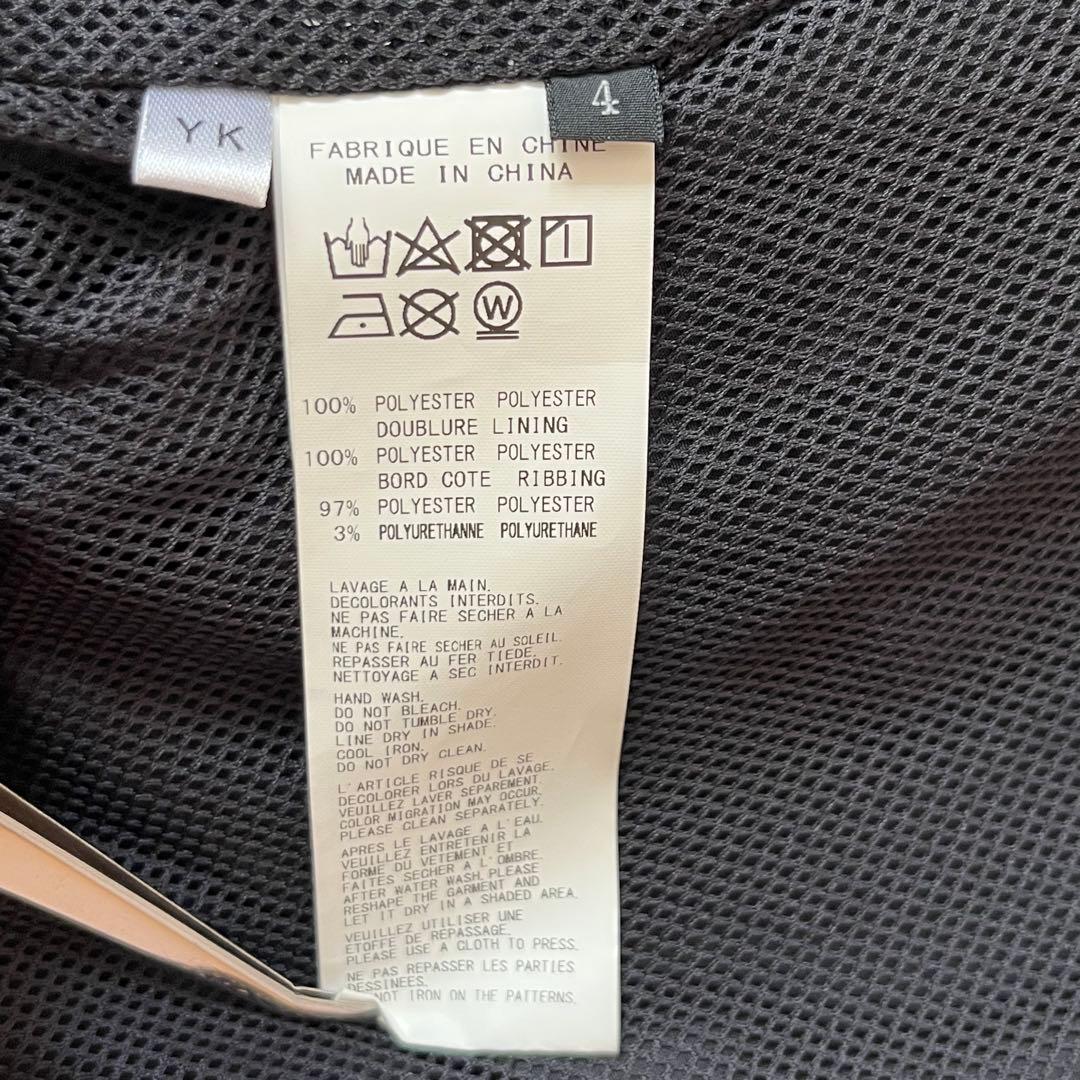 YK
4
FABRIQUE EN CHINE
MADE IN CHINA
W
100% POLYESTER POLYESTER
DOUBLURE LINING
100% POLYESTER POLYESTER
BORD COTE RIBBING
97% POLYESTER POLYESTER
3% POLYURETHANNE POLYURETHANE
LAVAGE A LA MAIN.
DECOLORANTS INTERDITS.
NE PAS FAIRE SECHER A LA
MACHINE.
NE PAS FAIRE SECHER AU SOLEIL.
REPASSER AU FER TIEDE.
NETTOYAGE A SEC INTERDIT.
HAND WASH.
DO NOT BLEACH.
DO NOT TUMBLE DRY.
LINE DRY IN SHADE.
COOL IRON.
DO NOT DRY CLEAN.
L'ARTICLE RISQUE DE SE
DECOLORER LORS DU LAVAGE.
VEUILLEZ LAVER SEPAREMENT.
COLOR MIGRATION MAY OCCUR.
PLEASE CLEAN SEPARATELY.
APRES LE LAVAGE A L'EAU.
VEUILLEZ ENTRETENIR LA
FORME DU VETEMENT ET
FAITES SECHER A L'OMBRE.
AFTER WATER WASH, PLEASE
RESHAPE THE GARMENT AND
LET IT DRY IN A SHADED AREA.
VEUILLEZ UTILISER UNE
ETOFFE DE REPASSAGE.
PLEASE USE A CLOTH TO PRESS.
NE PAS REPASSER LES PARTIES
DESSINEES.
NOT IRON ON THE PATTERNS.